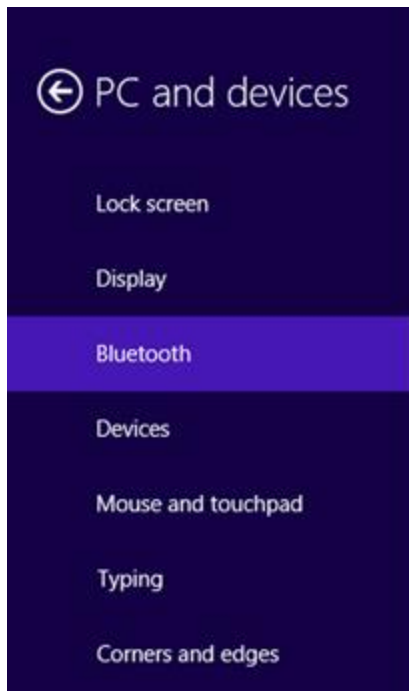 PC and devices
Lock screen
Display
Bluetooth
Devices
Mouse and touchpad
Typing
Corners and edges